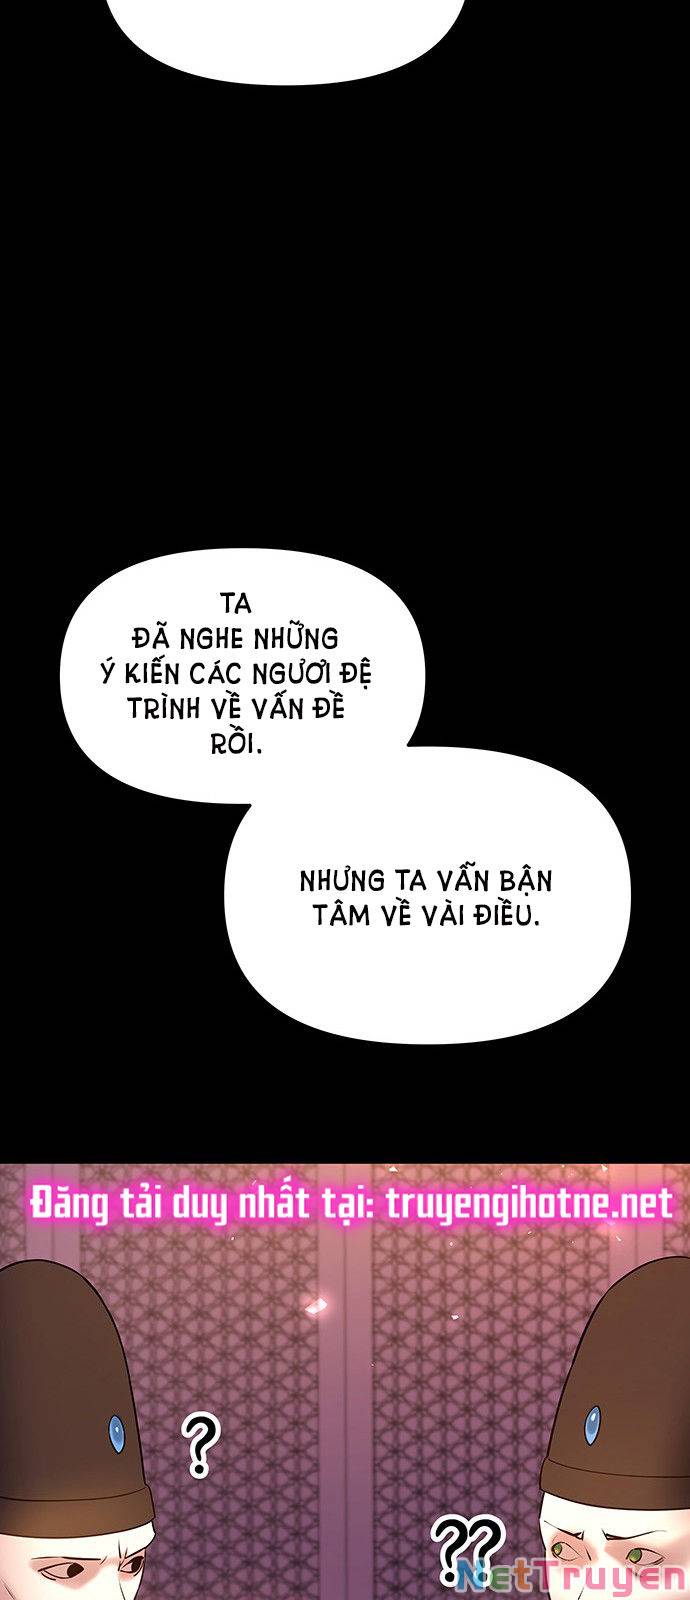 TA
ĐÃ NGHE NHỮNG
Ý KIẾN CÁC NGƯƠI ĐỆ
TRÌNH VỀ VẤN ĐỀ
RỒI.
NHƯNG TA VẪN BẬN
TÂM VỀ VÀI ĐIỀU.
Đăng tải duy nhất tại: truyengihotne.net
?
??
NetTruyen